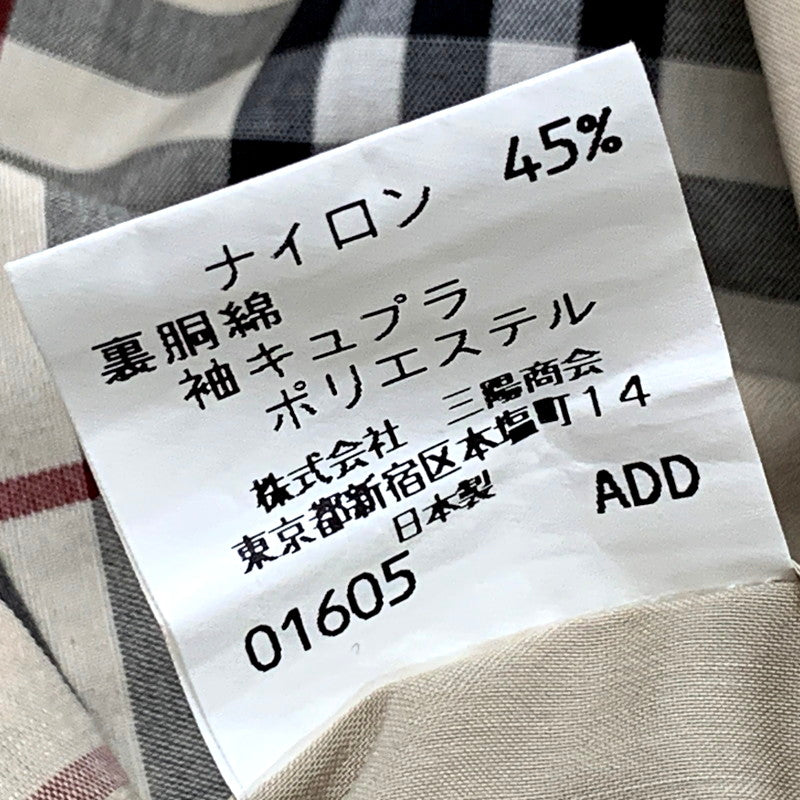 ナイロン 45%
裏胴綿
袖キュプラ
ポリエステル
株式会社 三陽商会
東京都新宿区本塩町14
日本製 ADD
01605